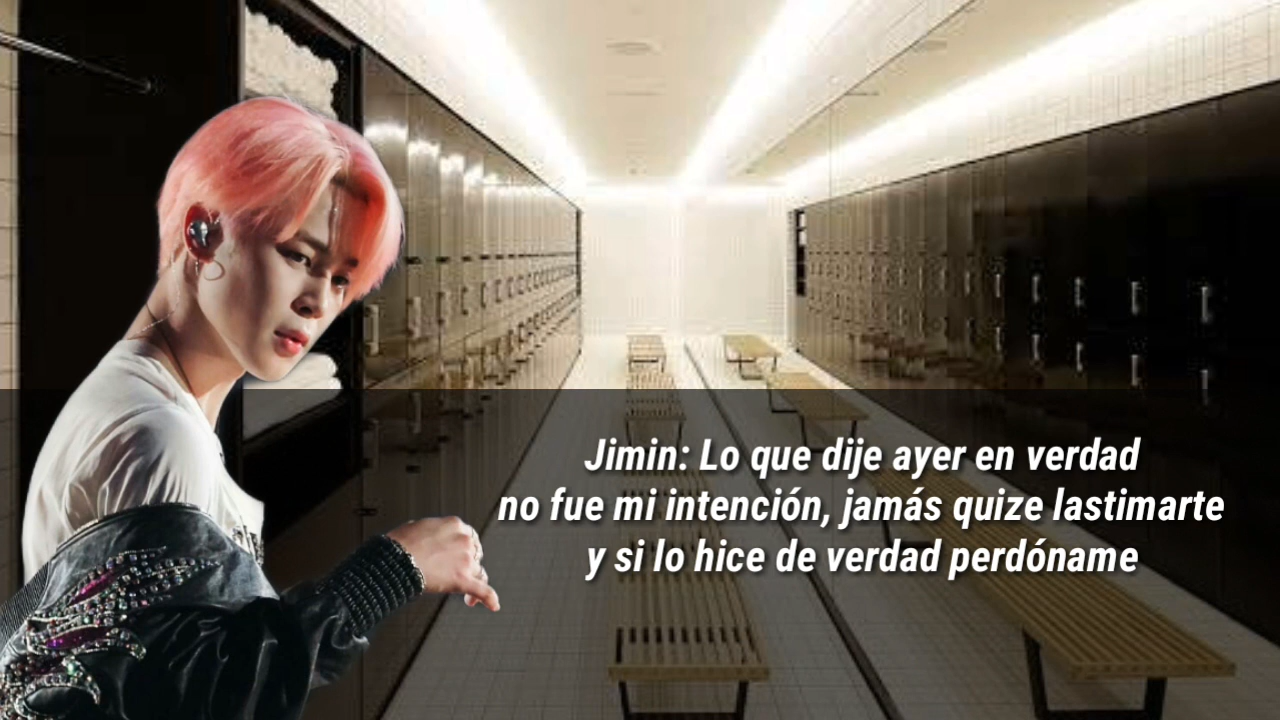 Jimin: Lo que dije ayer en verdad
no fue mi intención, jamás quize lastimarte
y si lo hice de verdad perdóname